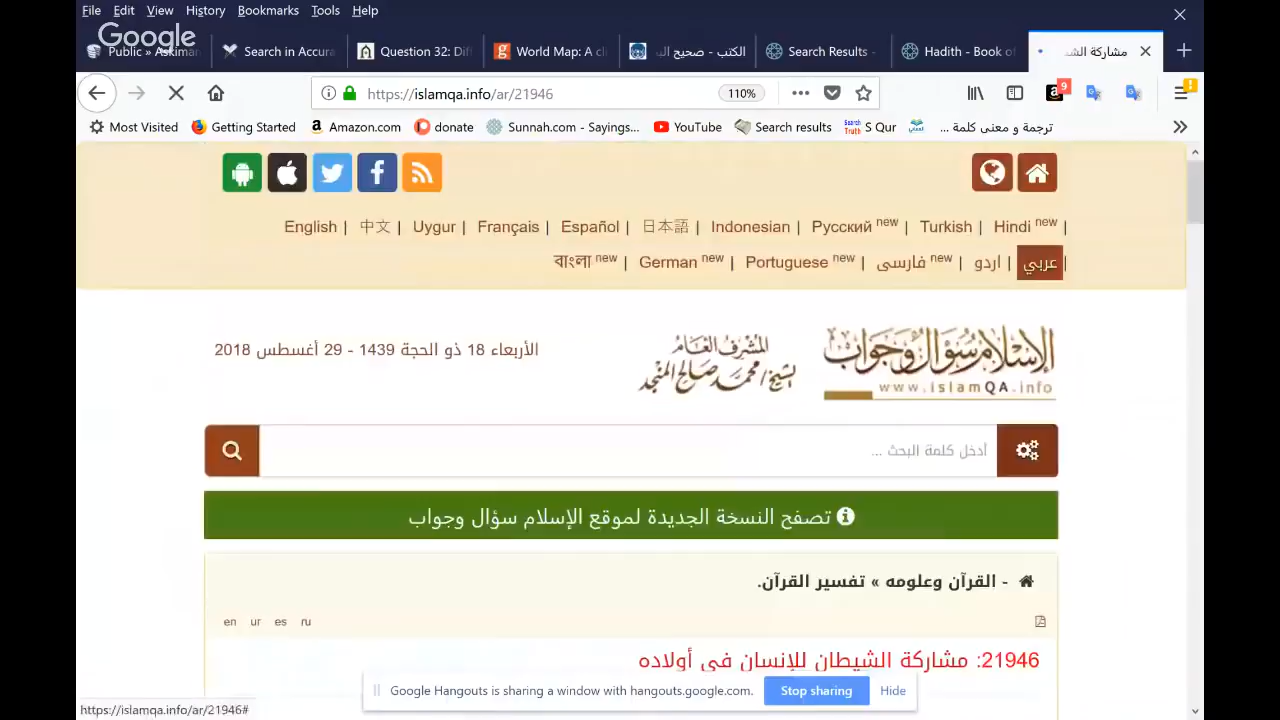 File Edit View History Bookmarks Tools Help
Google
Public » Askiman
Search in Accura
Question 32: Dif
World Map: A cl
الكتب - صحيح الب
Search Results -
Hadith - Book of
مشاركة الشي
https://islamqa.info/ar/21946
110%
9
Most Visited
Getting Started
Amazon.com
donate
Sunnah.com - Sayings...
YouTube
Search results
Search Truth
S Qur
ترجمة و معنى كلمة ...
English | 中文 | Uygur | Français | Español | 日本語 | Indonesian | Русский new | Turkish | Hindi new |
বাংলা new | German new | Portuguese new | فارسی new | اردو | عربي |
الإسلام سؤال وجواب
www.islamQA.info
المشرف العام
الشيخ محمد صالح المنجد
الأربعاء 18 ذو الحجة 1439 - 29 أغسطس 2018
أدخل كلمة البحث ...
تصفح النسخة الجديدة لموقع الإسلام سؤال وجواب
- القرآن وعلومه » تفسير القرآن.
en ur es ru
21946: مشاركة الشيطان للإنسان في أولاده
Google Hangouts is sharing a window with hangouts.google.com.
Stop sharing
Hide
https://islamqa.info/ar/21946#